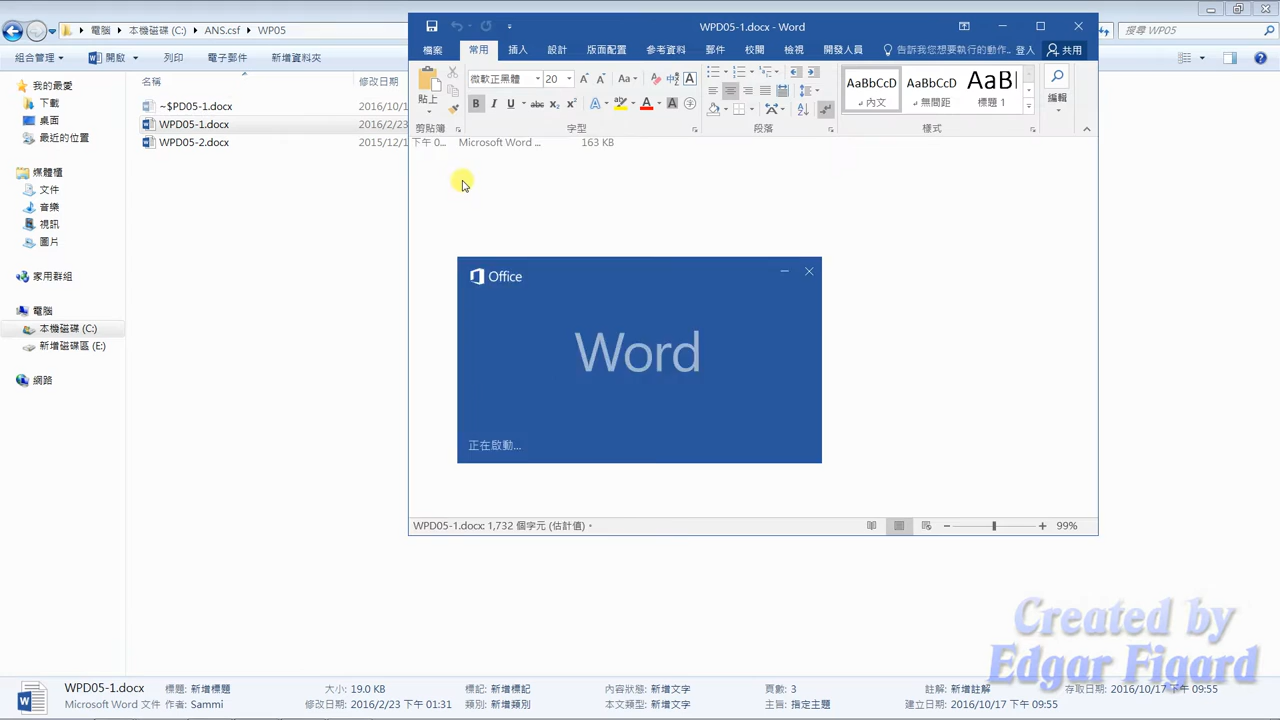 電腦 ▸ 本機磁碟 (C:) ▸ ANS.csf ▸ WP05
搜尋 WP05
組合管理 開啟 列印 電子郵件 新增資料夾
我的最愛
下載
桌面
最近的位置
媒體櫃
文件
音樂
視訊
圖片
家用群組
電腦
本機磁碟 (C:)
新增磁碟區 (E:)
網路
名稱 修改日期
~$PD05-1.docx 2016/10/1
WPD05-1.docx 2016/2/23
WPD05-2.docx 2015/12/1 下午 0... Microsoft Word ... 163 KB
WPD05-1.docx - Word
檔案 常用 插入 設計 版面配置 參考資料 郵件 校閱 檢視 開發人員 告訴我您想要執行的動作.. 登入 共用
貼上
微軟正黑體 20
AaBbCcD AaBbCcD AaB
內文 無間距 標題 1
編輯
剪貼簿 字型 段落 樣式
Office
Word
正在啟動...
WPD05-1.docx: 1,732 個字元 (估計值)
99%
Created by
Edgar Figard
WPD05-1.docx 標題: 新增標題 大小: 19.0 KB 標記: 新增標記 內容狀態: 新增文字 頁數: 3 註解: 新增註解 存取日期: 2016/10/17 下午 09:55
Microsoft Word 文件 作者: Sammi 修改日期: 2016/2/23 下午 01:31 類別: 新增類別 本文類型: 新增文字 主旨: 指定主題 建立日期: 2016/10/17 下午 09:55